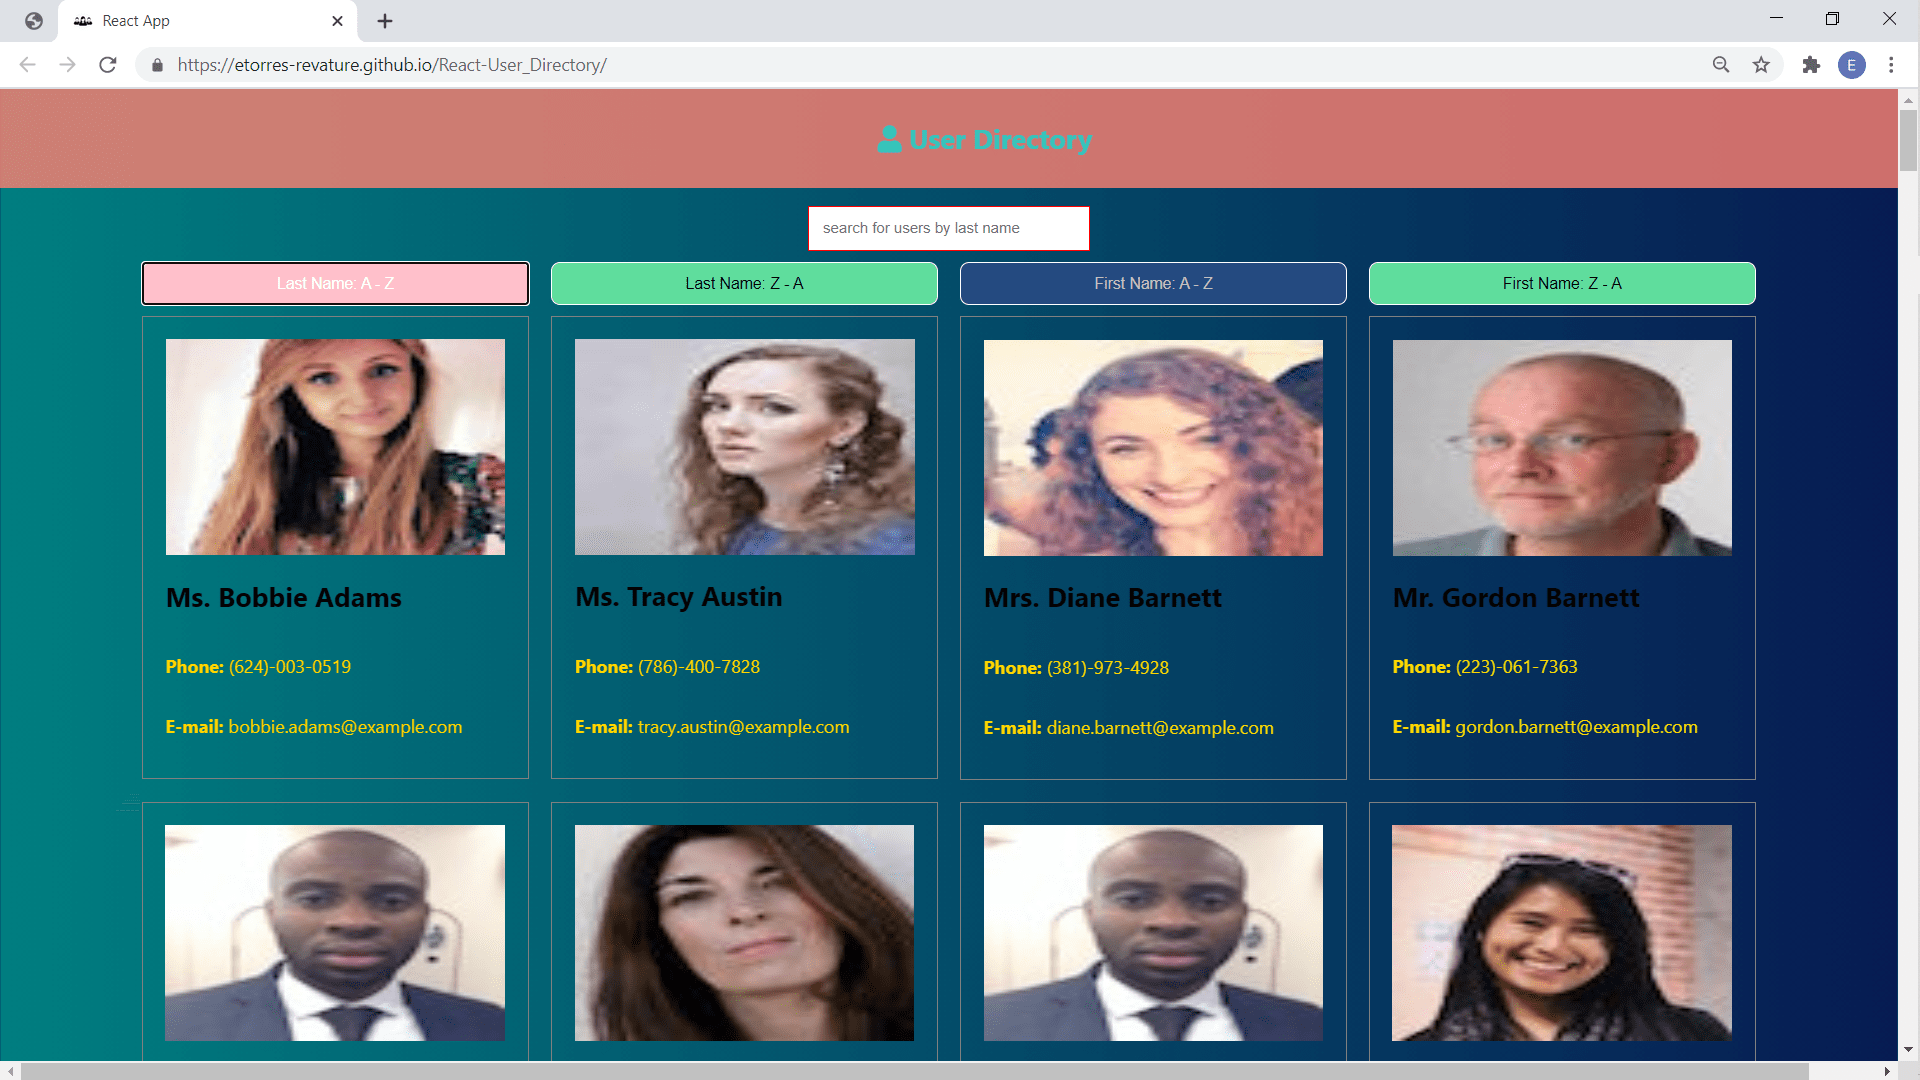 React App
https://etorres-revature.github.io/React-User_Directory/
E
User Directory
search for users by last name
Last Name: A - Z
Last Name: Z - A
First Name: A - Z
First Name: Z - A
Ms. Bobbie Adams
Phone: (624)-003-0519
E-mail: bobbie.adams@example.com
Ms. Tracy Austin
Phone: (786)-400-7828
E-mail: tracy.austin@example.com
Mrs. Diane Barnett
Phone: (381)-973-4928
E-mail: diane.barnett@example.com
Mr. Gordon Barnett
Phone: (223)-061-7363
E-mail: gordon.barnett@example.com